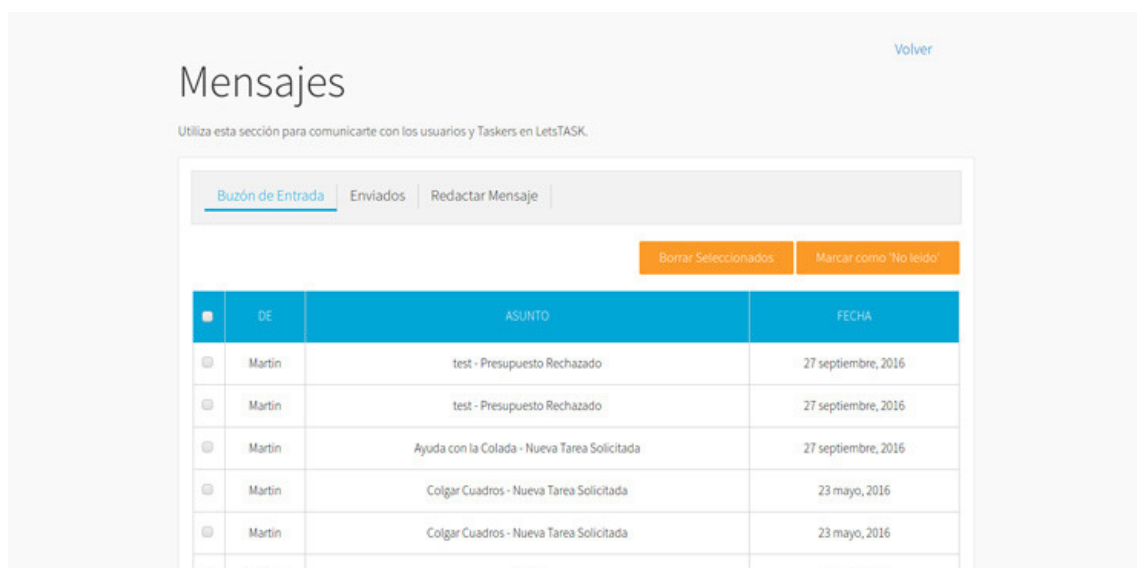 Volver
Mensajes
Utiliza esta sección para comunicarte con los usuarios y Taskers en LetsTASK.
Buzón de Entrada Enviados Redactar Mensaje
Borrar Seleccionados Marcar como 'No leido'
DE ASUNTO FECHA
Martin test - Presupuesto Rechazado 27 septiembre, 2016
Martin test - Presupuesto Rechazado 27 septiembre, 2016
Martin Ayuda con la Colada - Nueva Tarea Solicitada 27 septiembre, 2016
Martin Colgar Cuadros - Nueva Tarea Solicitada 23 mayo, 2016
Martin Colgar Cuadros - Nueva Tarea Solicitada 23 mayo, 2016